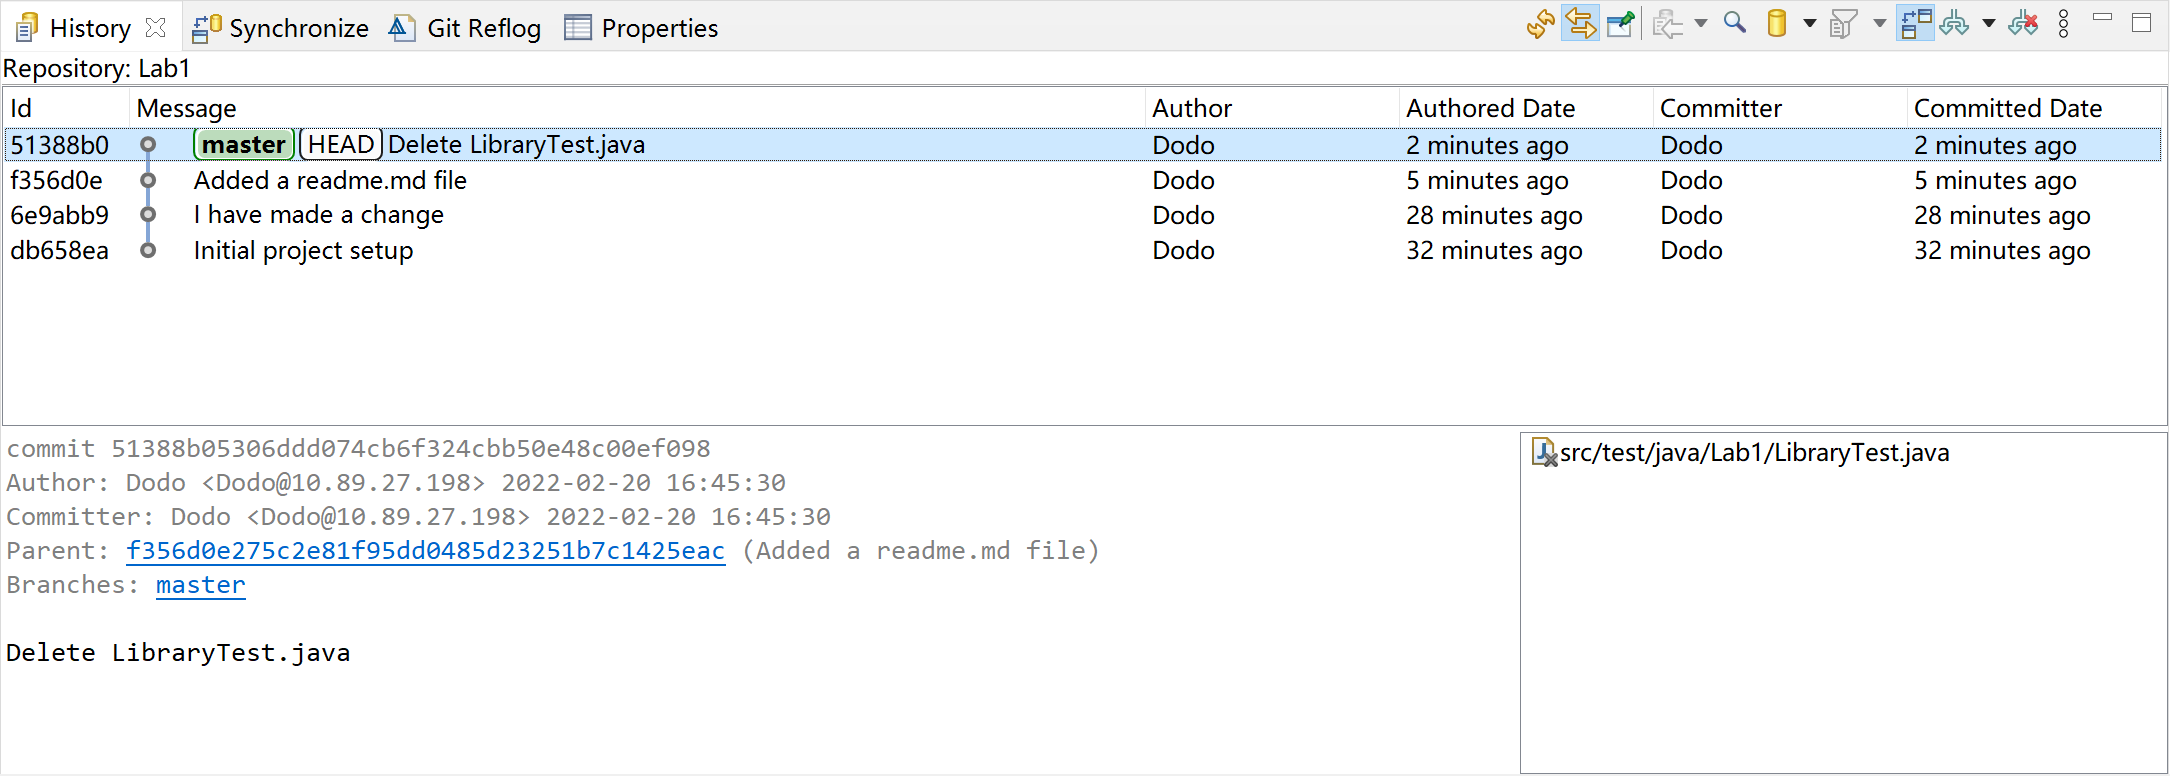 History Synchronize Git Reflog Properties
Repository: Lab1
Id Message Author Authored Date Committer Committed Date
51388b0 master HEAD Delete LibraryTest.java Dodo 2 minutes ago Dodo 2 minutes ago
f356d0e Added a readme.md file Dodo 5 minutes ago Dodo 5 minutes ago
6e9abb9 I have made a change Dodo 28 minutes ago Dodo 28 minutes ago
db658ea Initial project setup Dodo 32 minutes ago Dodo 32 minutes ago
commit 51388b05306ddd074cb6f324cbb50e48c00ef098
Author: Dodo <Dodo@10.89.27.198> 2022-02-20 16:45:30
Committer: Dodo <Dodo@10.89.27.198> 2022-02-20 16:45:30
Parent: f356d0e275c2e81f95dd0485d23251b7c1425eac (Added a readme.md file)
Branches: master
Delete LibraryTest.java
src/test/java/Lab1/LibraryTest.java